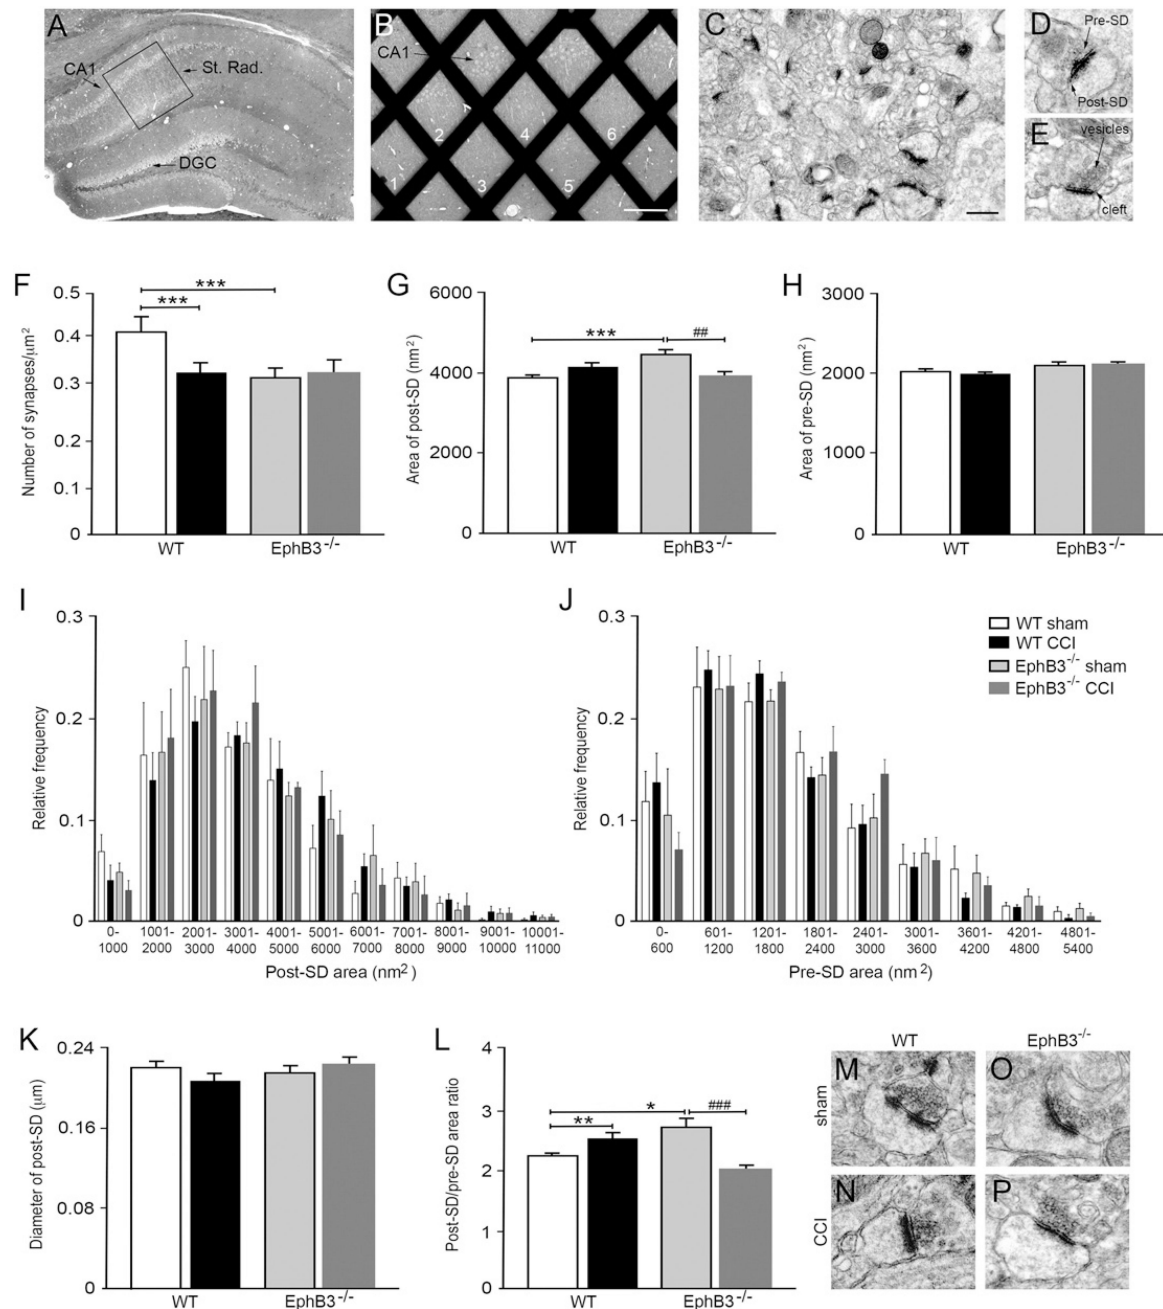 A
CA1
St. Rad.
DGC
B
CA1
2
4
6
1
3
5
C
D
Pre-SD
Post-SD
E
vesicles
cleft
F
***
***
Number of synapses/μm²
0.5
0.4
0.3
0.2
0.1
0
WT
EphB3⁻/⁻
G
***
##
Area of post-SD (nm²)
6000
4000
2000
0
WT
EphB3⁻/⁻
H
Area of pre-SD (nm²)
3000
2000
1000
0
WT
EphB3⁻/⁻
I
Relative frequency
0.3
0.2
0.1
0
0-1000
1001-2000
2001-3000
3001-4000
4001-5000
5001-6000
6001-7000
7001-8000
8001-9000
9001-10000
10001-11000
Post-SD area (nm²)
J
Relative frequency
0.3
0.2
0.1
0
0-600
601-1200
1201-1800
1801-2400
2401-3000
3001-3600
3601-4200
4201-4800
4801-5400
Pre-SD area (nm²)
WT sham
WT CCI
EphB3⁻/⁻ sham
EphB3⁻/⁻ CCI
K
Diameter of post-SD (μm)
0.24
0.16
0.08
0
WT
EphB3⁻/⁻
L
Post-SD/pre-SD area ratio
4
3
2
1
0
*
**
###
WT
EphB3⁻/⁻
WT
EphB3⁻/⁻
sham
M
O
CCI
N
P